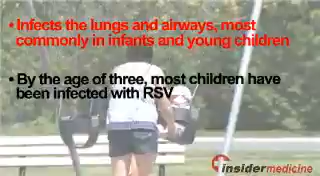 • Infects the lungs and airways, most
commonly in infants and young children
• By the age of three, most children have
been infected with RSV
insidermedicine